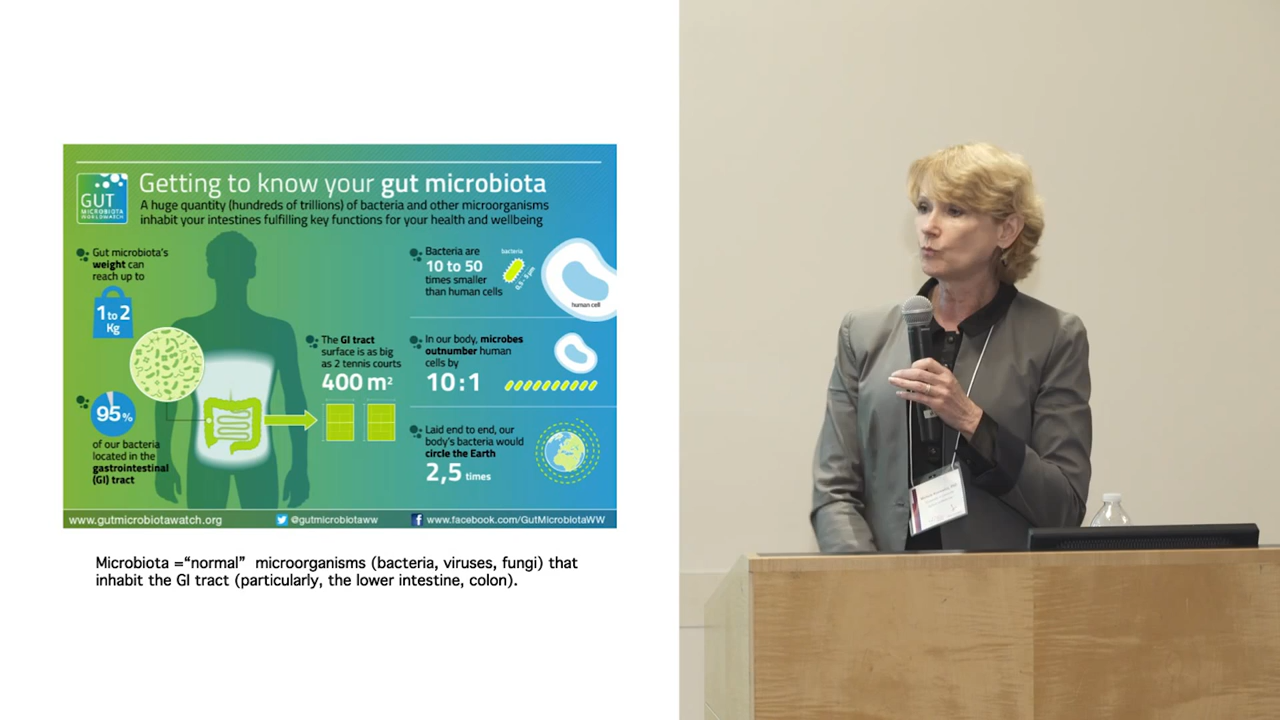 GUT
MICROBIOTA
WORLDWATCH
Getting to know your gut microbiota
A huge quantity (hundreds of trillions) of bacteria and other microorganisms
inhabit your intestines fulfilling key functions for your health and wellbeing
Gut microbiota's
weight can
reach up to
1 to 2
Kg
95%
of our bacteria
located in the
gastrointestinal
(GI) tract
The GI tract
surface is as big
as 2 tennis courts
400 m²
Bacteria are
10 to 50
times smaller
than human cells
bacteria
0,5 - 5 μm
human cell
In our body, microbes
outnumber human
cells by
10:1
Laid end to end, our
body's bacteria would
circle the Earth
2,5 times
www.gutmicrobiotawatch.org
@gutmicrobiotaww
www.facebook.com/GutMicrobiotaWW
Microbiota =“normal” microorganisms (bacteria, viruses, fungi) that
inhabit the GI tract (particularly, the lower intestine, colon).